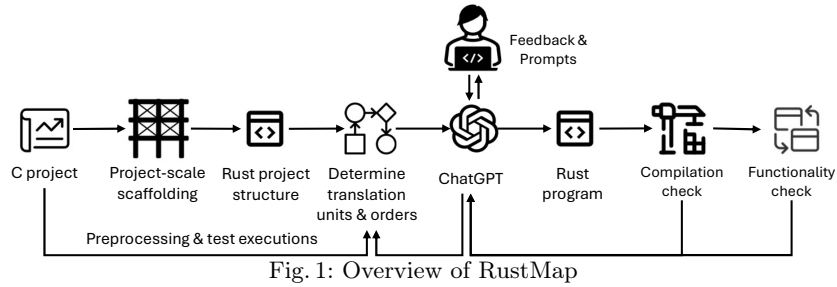 Feedback &
Prompts
</>
C project
Project-scale
scaffolding
Rust project
structure
Determine
translation
units & orders
ChatGPT
Rust
program
Compilation
check
Functionality
check
Preprocessing & test executions
Fig. 1: Overview of RustMap